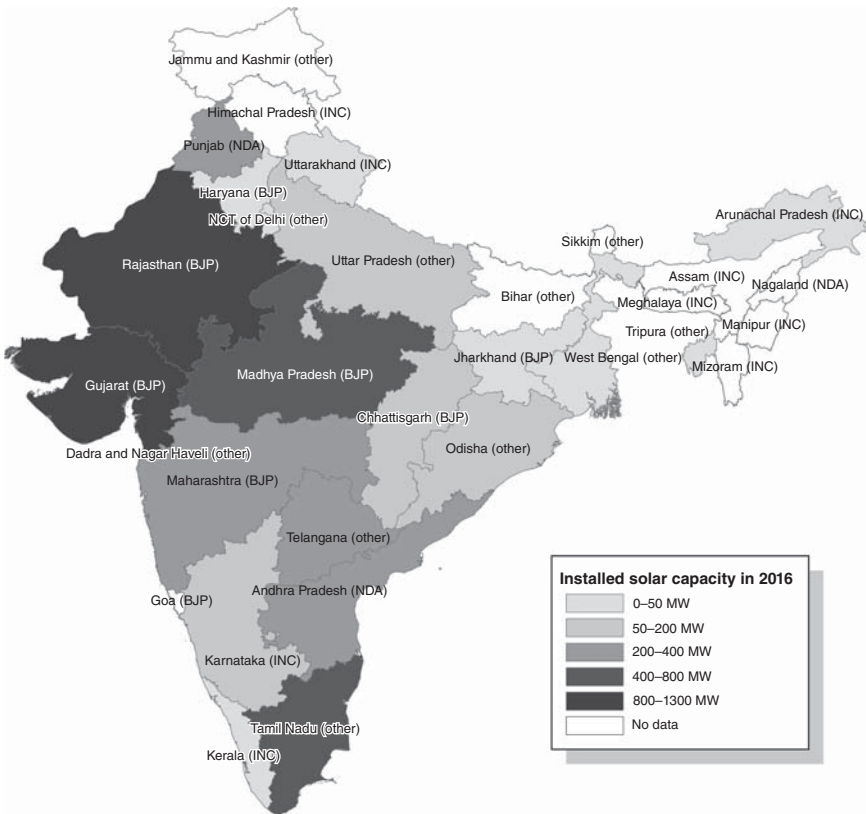 Jammu and Kashmir (other)
Himachal Pradesh (INC)
Punjab (NDA)
Uttarakhand (INC)
Haryana (BJP)
NCT of Delhi (other)
Arunachal Pradesh (INC)
Sikkim (other)
Rajasthan (BJP)
Uttar Pradesh (other)
Assam (INC)
Nagaland (NDA)
Bihar (other)
Meghalaya (INC)
Manipur (INC)
Tripura (other)
Jharkhand (BJP)
West Bengal (other)
Mizoram (INC)
Madhya Pradesh (BJP)
Gujarat (BJP)
Chhattisgarh (BJP)
Odisha (other)
Dadra and Nagar Haveli (other)
Maharashtra (BJP)
Telangana (other)
Andhra Pradesh (NDA)
Goa (BJP)
Karnataka (INC)
Tamil Nadu (other)
Kerala (INC)
Installed solar capacity in 2016
0–50 MW
50–200 MW
200–400 MW
400–800 MW
800–1300 MW
No data